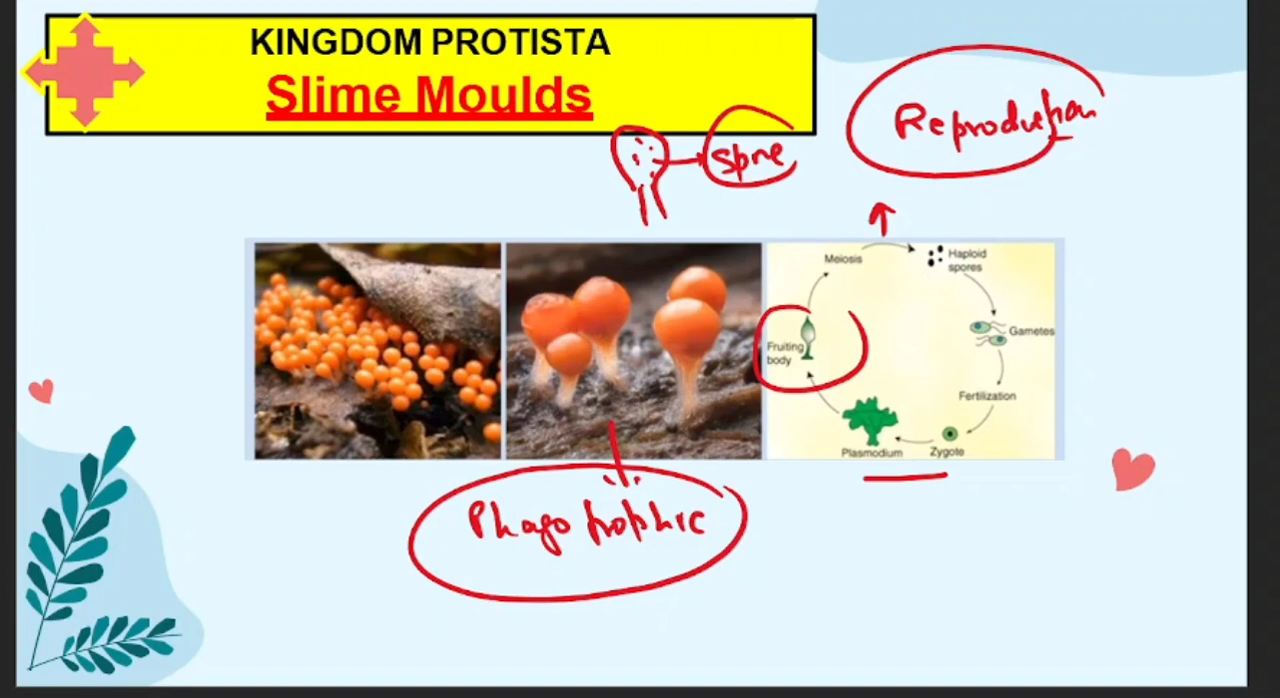 KINGDOM PROTISTA
Slime Moulds
Reproduction
Spore
Meiosis
Haploid
spores
Gametes
Fruiting
body
Fertilization
Plasmodium
Zygote
Phagotrophic